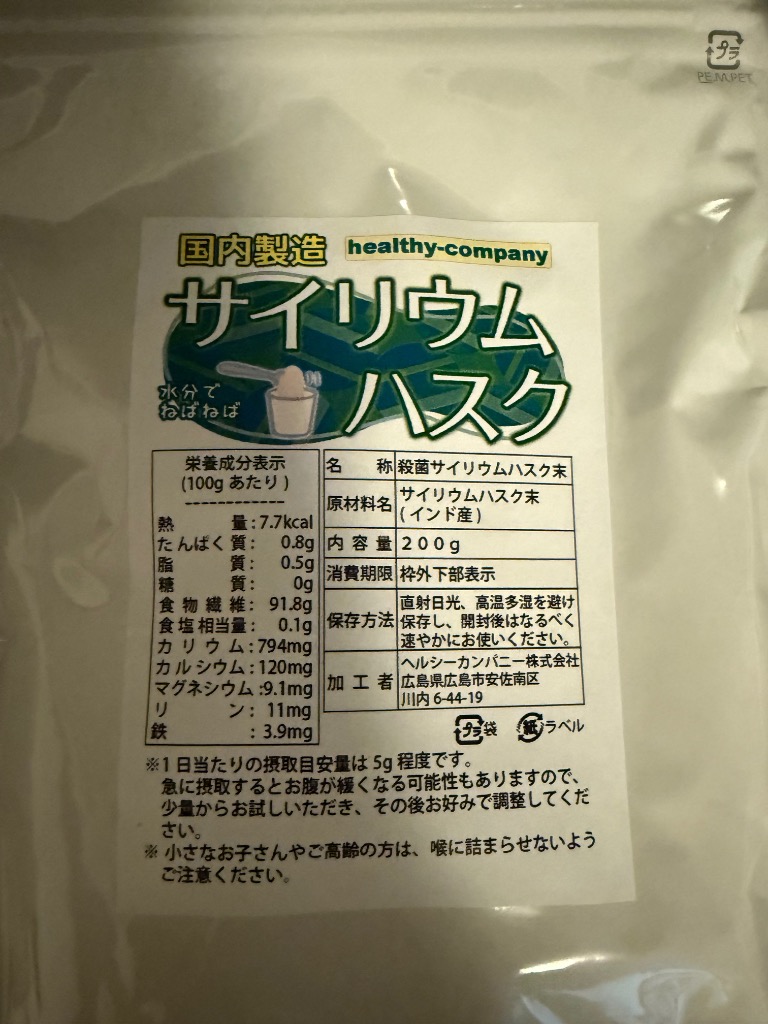 プラ
PE,M,PET
国内製造 healthy-company
サイリウム
ハスク
水分で
ねばねば
栄養成分表示
(100gあたり)
------------
熱量:7.7kcal
たんぱく質: 0.8g
脂質: 0.5g
糖質: 0g
食物繊維: 91.8g
食塩相当量: 0.1g
カリウム:794mg
カルシウム:120mg
マグネシウム:9.1mg
リン: 11mg
鉄: 3.9mg
名称 殺菌サイリウムハスク末
原材料名 サイリウムハスク末
(インド産)
内容量 200g
消費期限 枠外下部表示
保存方法 直射日光、高温多湿を避け
保存し、開封後はなるべく
速やかにお使いください。
加工者 ヘルシーカンパニー株式会社
広島県広島市安佐南区
川内 6-44-19
プラ 袋 紙 ラベル
※1日当たりの摂取目安量は5g程度です。
急に摂取するとお腹が緩くなる可能性もありますので、
少量からお試しいただき、その後お好みで調整してくだ
さい。
※小さなお子さんやご高齢の方は、喉に詰まらせないよう
ご注意ください。